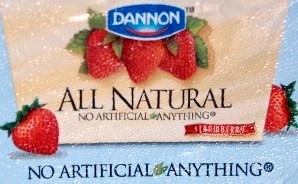 DANNON
ALL NATURAL
NO ARTIFICIAL ANYTHING®
STRAWBERRY
NO ARTIFICIAL ANYTHING®